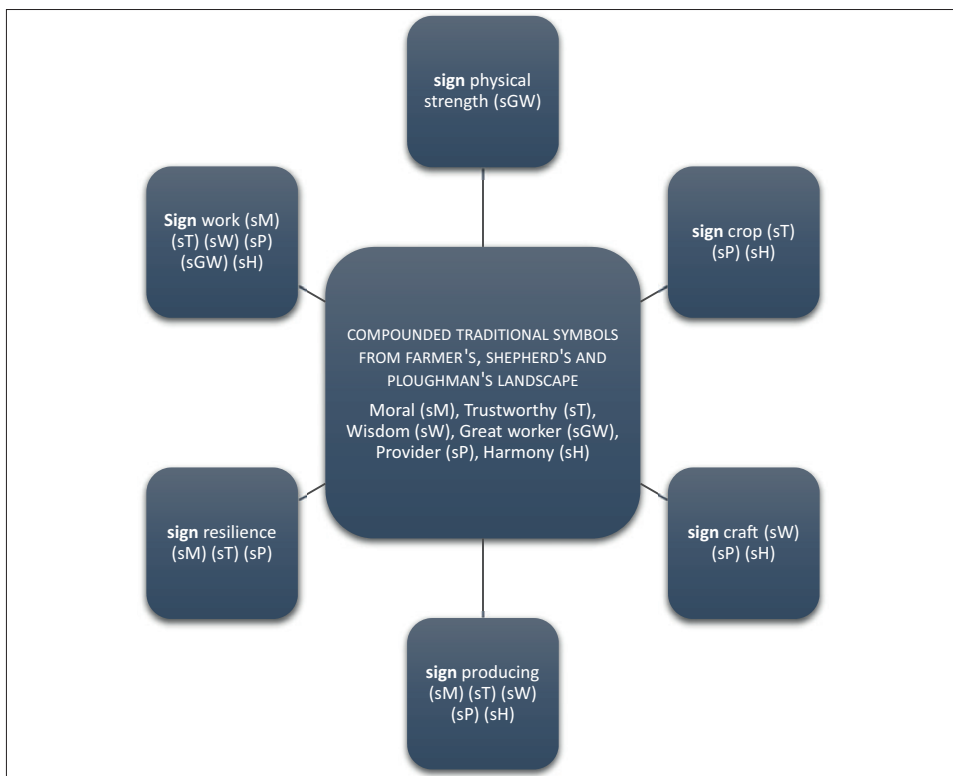 sign physical
strength (sGW)
Sign work (sM)
(sT) (sW) (sP)
(sGW) (sH)
sign crop (sT)
(sP) (sH)
COMPOUNDED TRADITIONAL SYMBOLS
FROM FARMER'S, SHEPHERD'S AND
PLOUGHMAN'S LANDSCAPE
Moral (sM), Trustworthy (sT),
Wisdom (sW), Great worker (sGW),
Provider (sP), Harmony (sH)
sign resilience
(sM) (sT) (sP)
sign craft (sW)
(sP) (sH)
sign producing
(sM) (sT) (sW)
(sP) (sH)